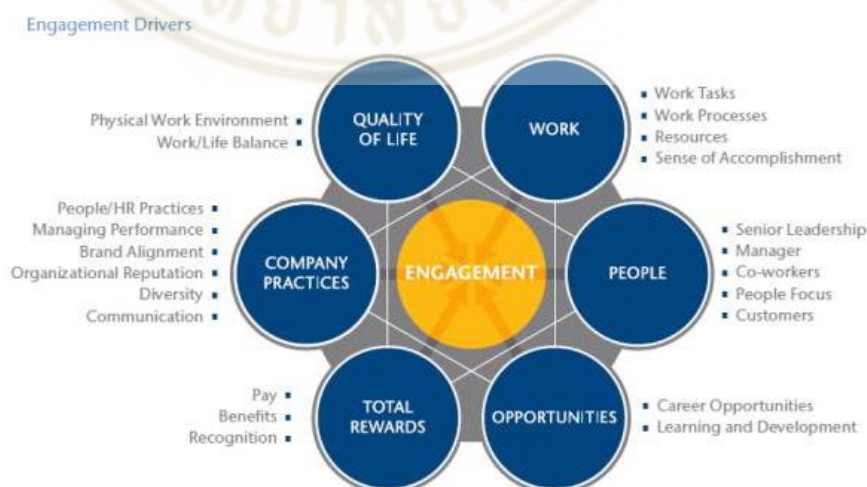 Engagement Drivers
QUALITY
OF LIFE
Physical Work Environment
Work/Life Balance
WORK
Work Tasks
Work Processes
Resources
Sense of Accomplishment
COMPANY
PRACTICES
People/HR Practices
Managing Performance
Brand Alignment
Organizational Reputation
Diversity
Communication
ENGAGEMENT
PEOPLE
Senior Leadership
Manager
Co-workers
People Focus
Customers
TOTAL
REWARDS
Pay
Benefits
Recognition
OPPORTUNITIES
Career Opportunities
Learning and Development